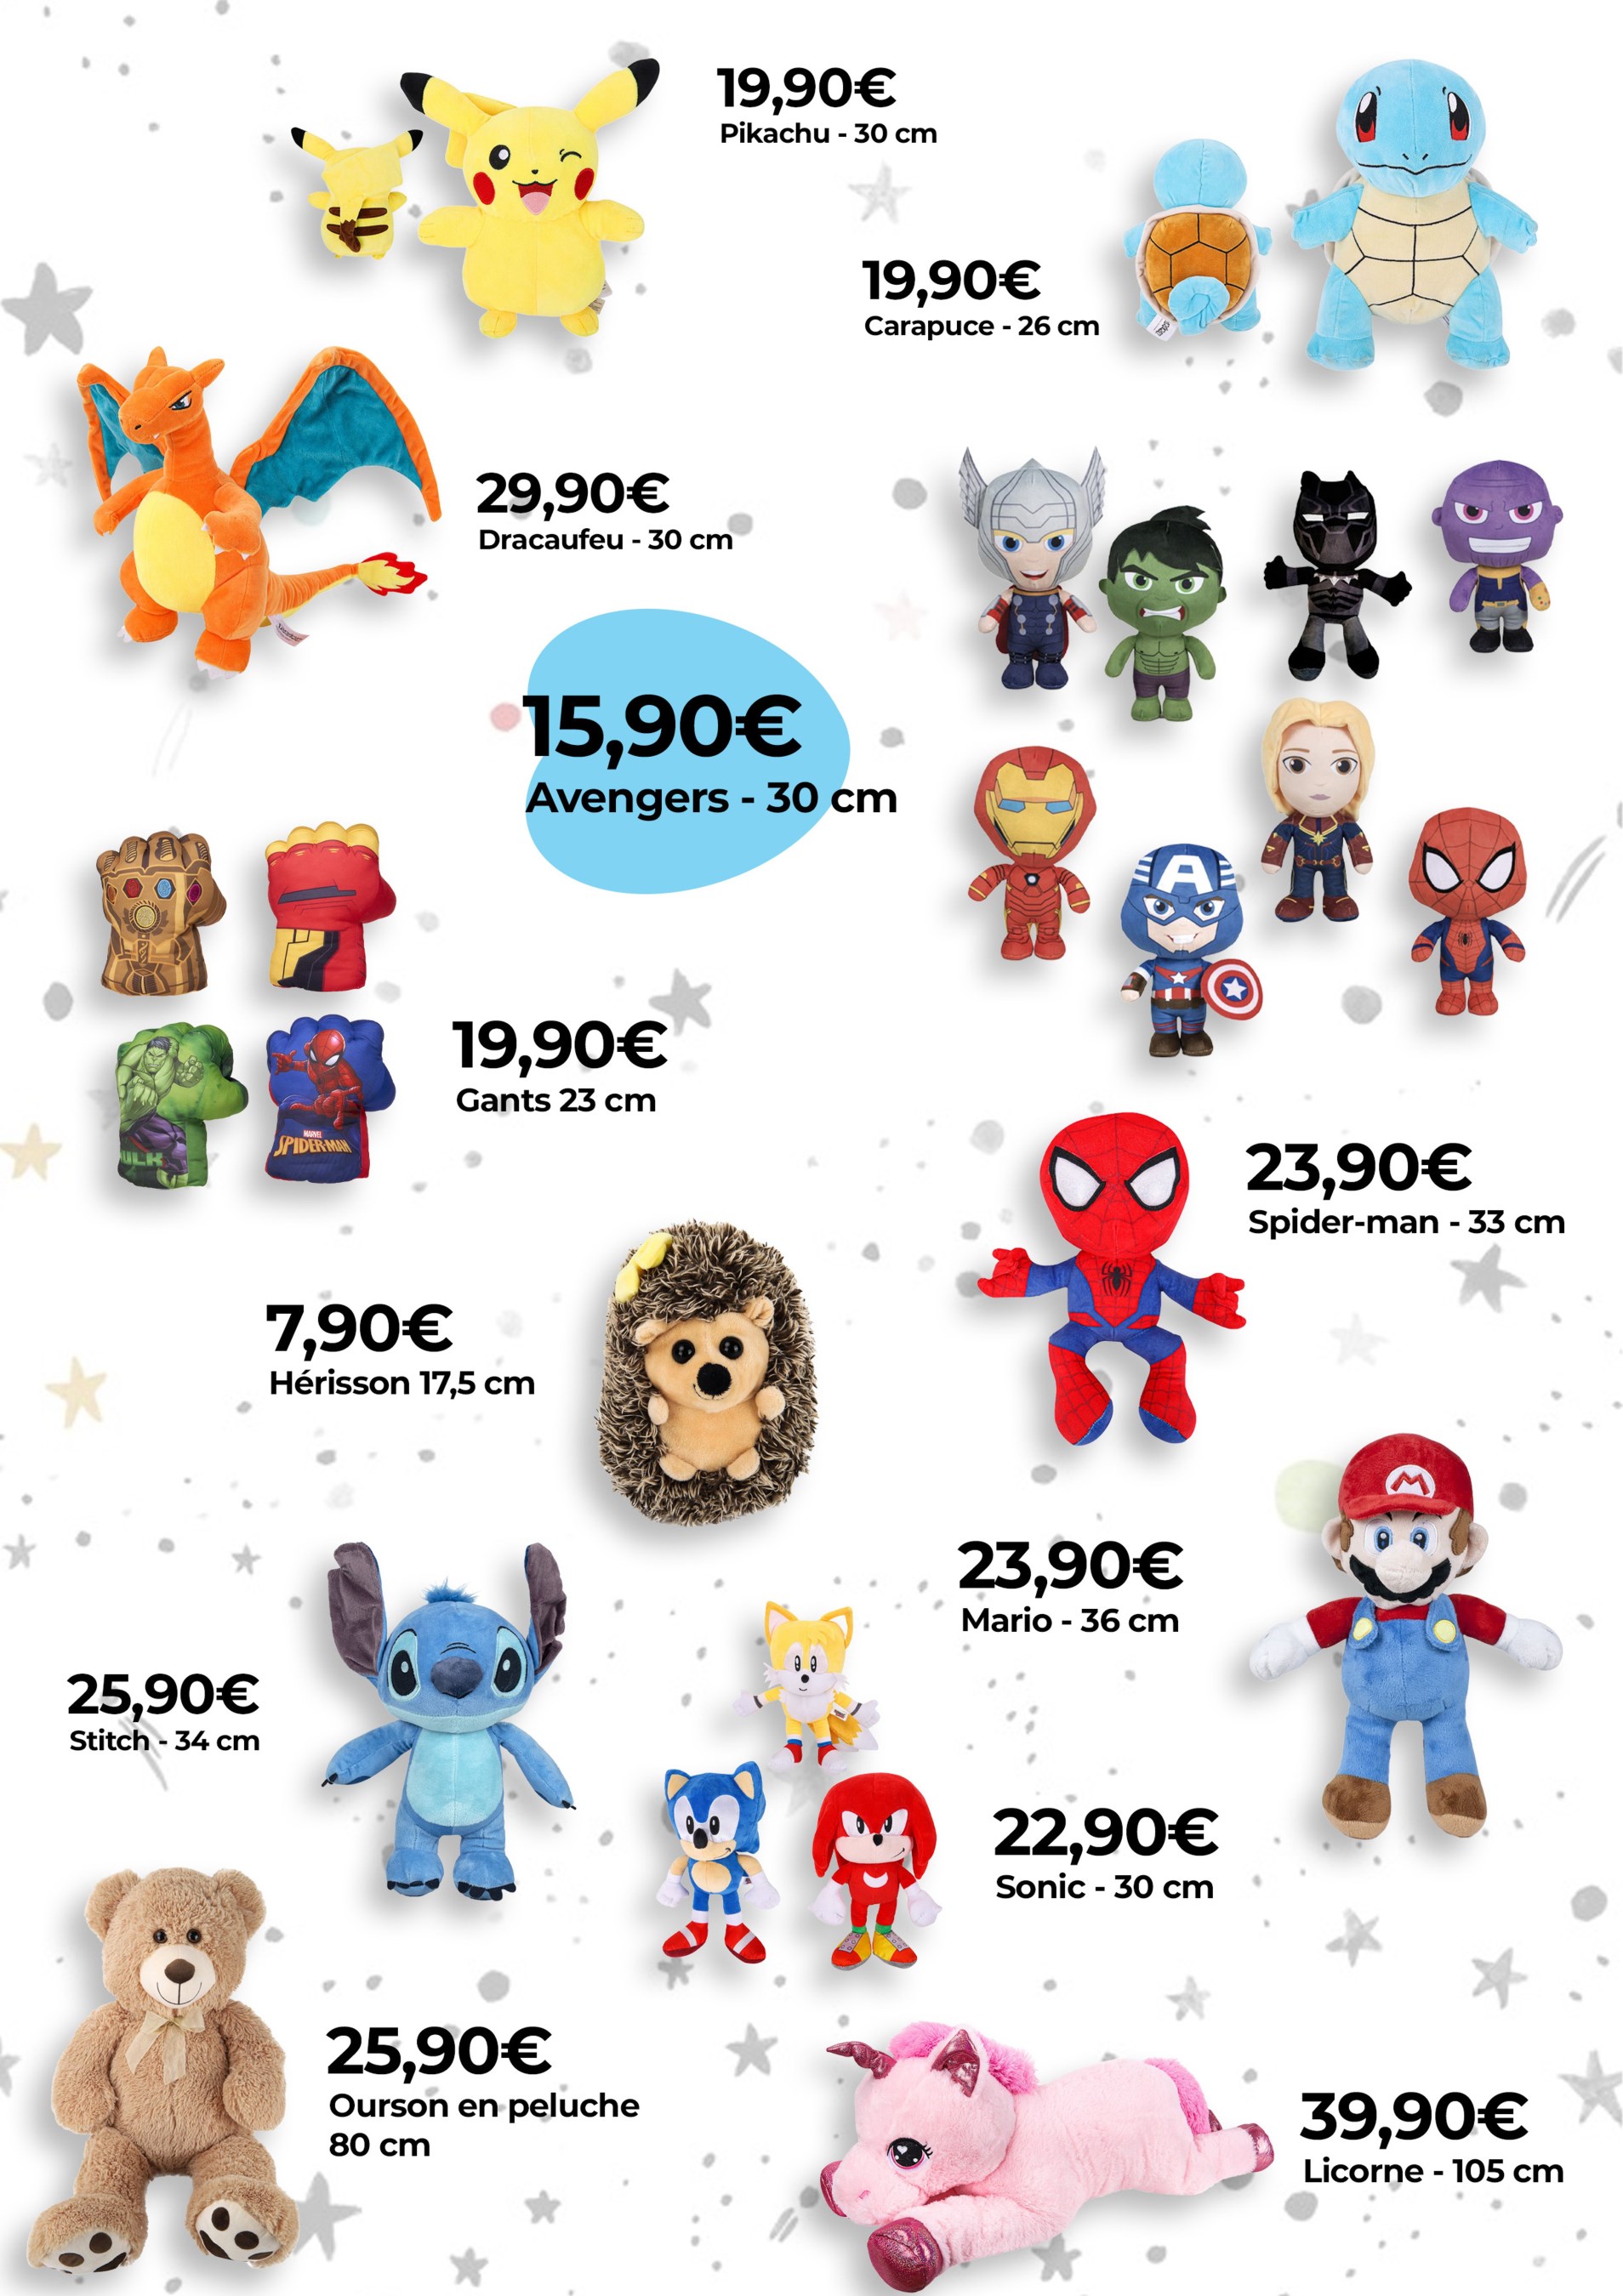 19,90€
Pikachu - 30 cm
19,90€
Carapuce - 26 cm
29,90€
Dracaufeu - 30 cm
15,90€
Avengers - 30 cm
A
19,90€
Gants 23 cm
MARVEL
SPIDER-MAN
23,90€
Spider-man - 33 cm
7,90€
Hérisson 17,5 cm
M
23,90€
Mario - 36 cm
25,90€
Stitch - 34 cm
22,90€
Sonic - 30 cm
25,90€
Ourson en peluche
80 cm
39,90€
Licorne - 105 cm